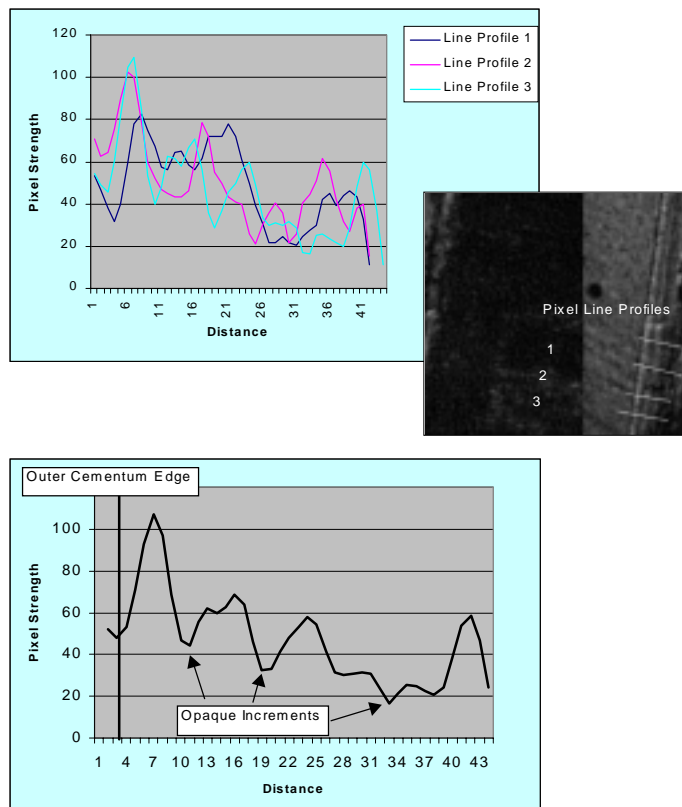 120
100
80
60
40
20
0
Pixel Strength
1 6 11 16 21 26 31 36 41
Distance
Line Profile 1
Line Profile 2
Line Profile 3
Pixel Line Profiles
1
2
3
Outer Cementum Edge
100
80
60
40
20
0
Pixel Strength
Opaque Increments
1 4 7 10 13 16 19 22 25 28 31 34 37 40 43
Distance